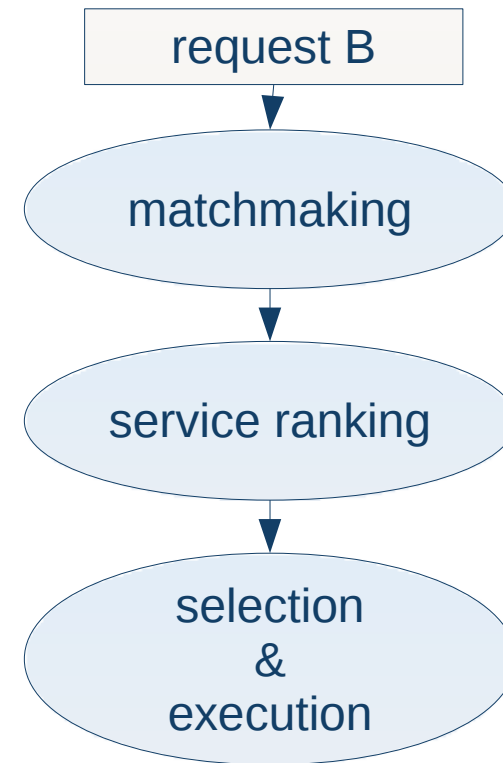 request B
matchmaking
service ranking
selection
&
execution